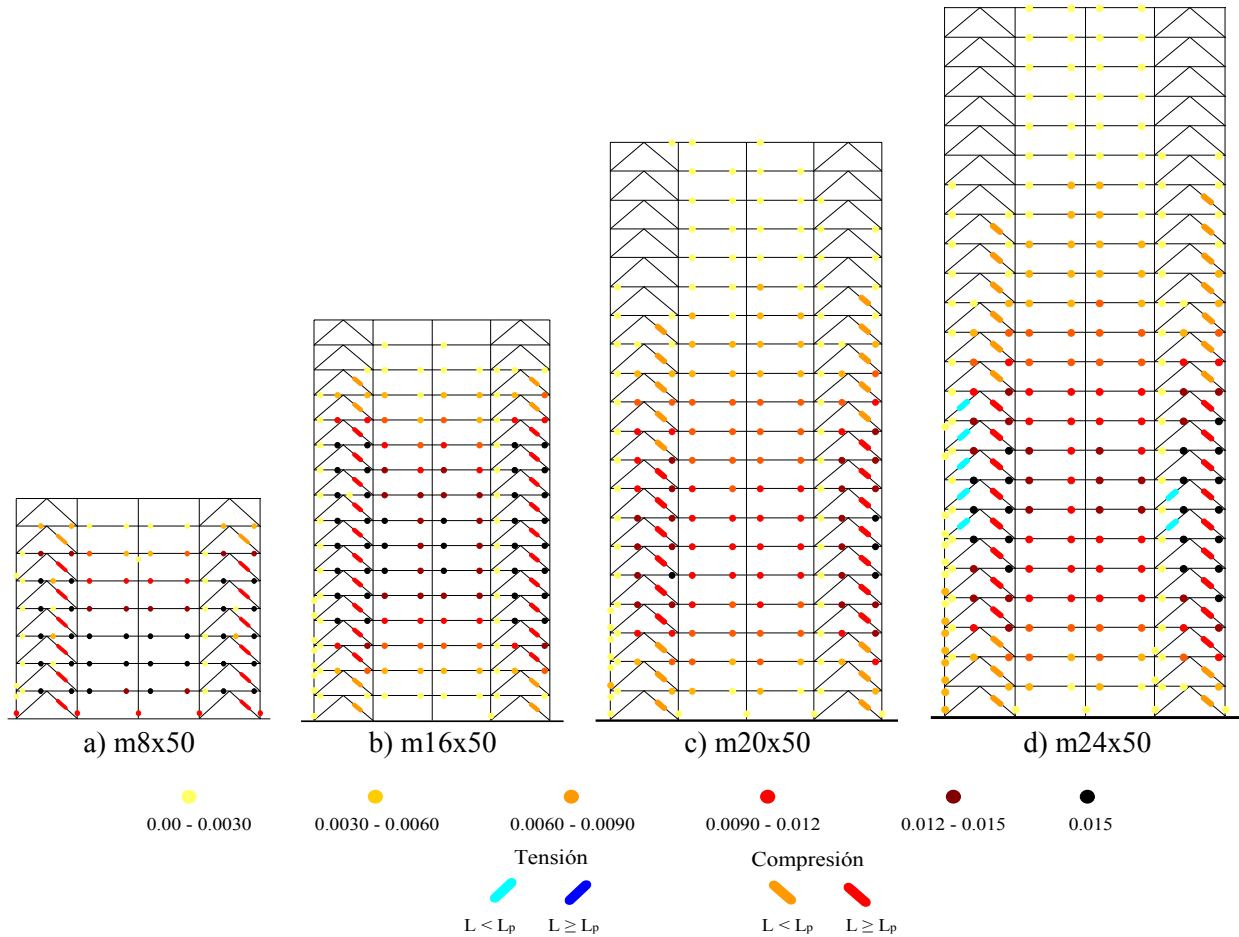 a) m8x50
b) m16x50
c) m20x50
d) m24x50
0.00 - 0.0030
0.0030 - 0.0060
0.0060 - 0.0090
0.0090 - 0.012
0.012 - 0.015
0.015
Tensión
Compresión
L < Lₚ
L ≥ Lₚ
L < Lₚ
L ≥ Lₚ